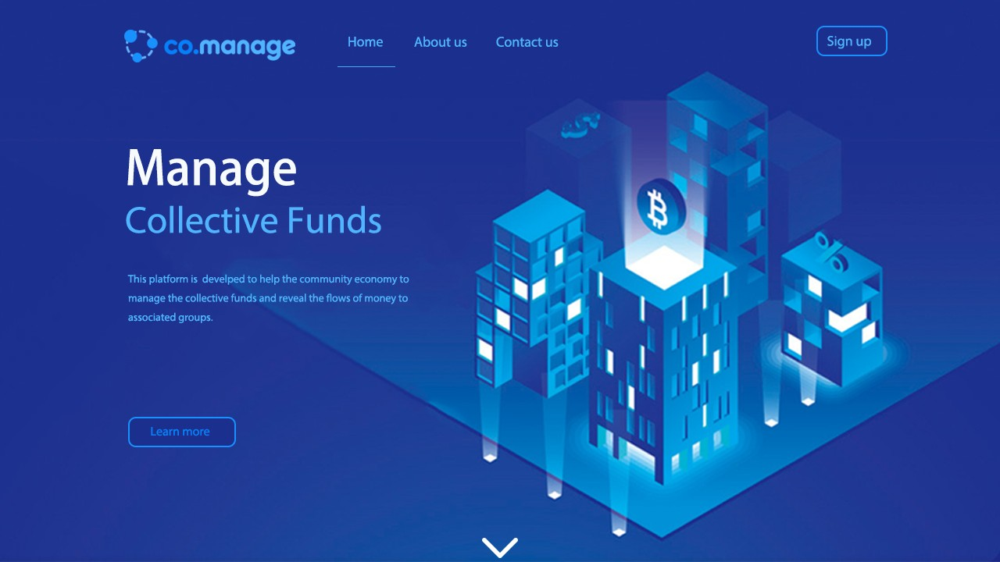 co.manage
Home
About us
Contact us
Sign up
Manage
Collective Funds
This platform is develped to help the community economy to
manage the collective funds and reveal the flows of money to
associated groups.
Learn more